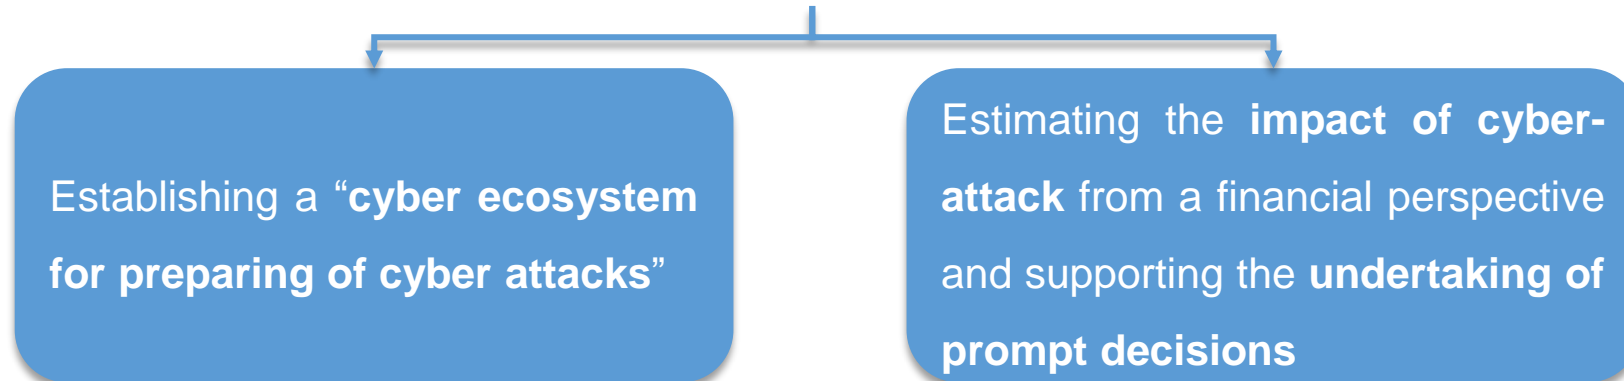 Establishing a “cyber ecosystem
for preparing of cyber attacks”
Estimating the impact of cyber-
attack from a financial perspective
and supporting the undertaking of
prompt decisions